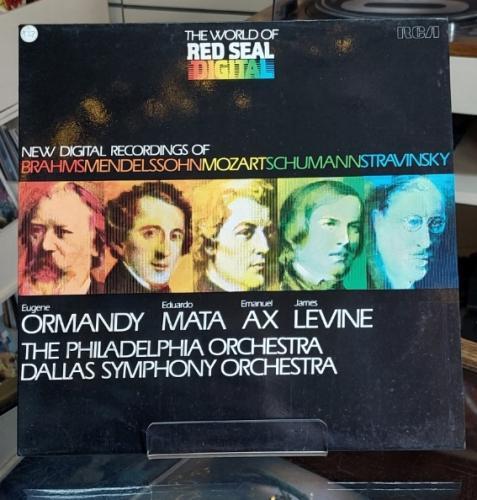 THE WORLD OF
RED SEAL
DIGITAL
RCA
NEW DIGITAL RECORDINGS OF
BRAHMSMENDELSSOHNMOZARTSCHUMANNSTRAVINSKY
Eugene Eduardo Emanuel James
ORMANDY MATA AX LEVINE
THE PHILADELPHIA ORCHESTRA
DALLAS SYMPHONY ORCHESTRA